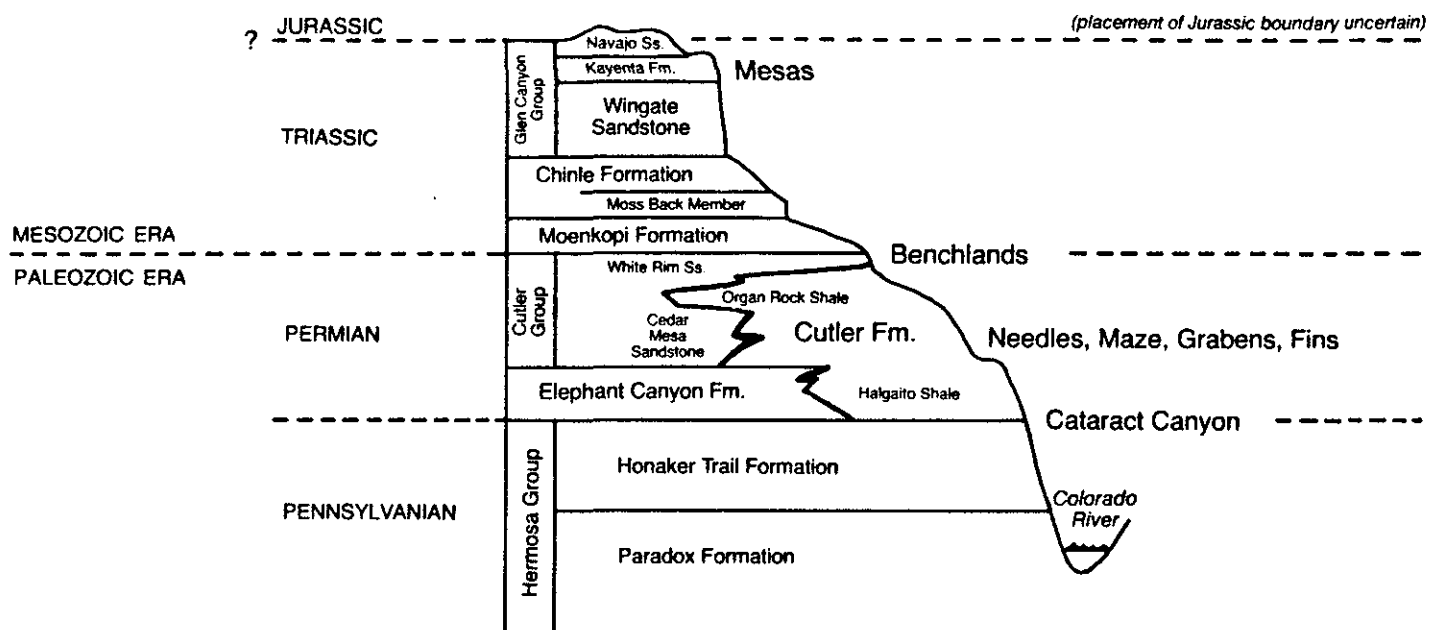 JURASSIC
(placement of Jurassic boundary uncertain)
?
Navajo Ss.
Kayenta Fm.
Mesas
Glen Canyon
Group
Wingate
Sandstone
TRIASSIC
Chinle Formation
Moss Back Member
MESOZOIC ERA
Moenkopi Formation
Benchlands
PALEOZOIC ERA
White Rim Ss.
Organ Rock Shale
Cutler
Group
Cedar
Mesa
Sandstone
Cutler Fm.
PERMIAN
Needles, Maze, Grabens, Fins
Elephant Canyon Fm.
Halgaito Shale
Cataract Canyon
Hermosa Group
Honaker Trail Formation
PENNSYLVANIAN
Colorado
River
Paradox Formation